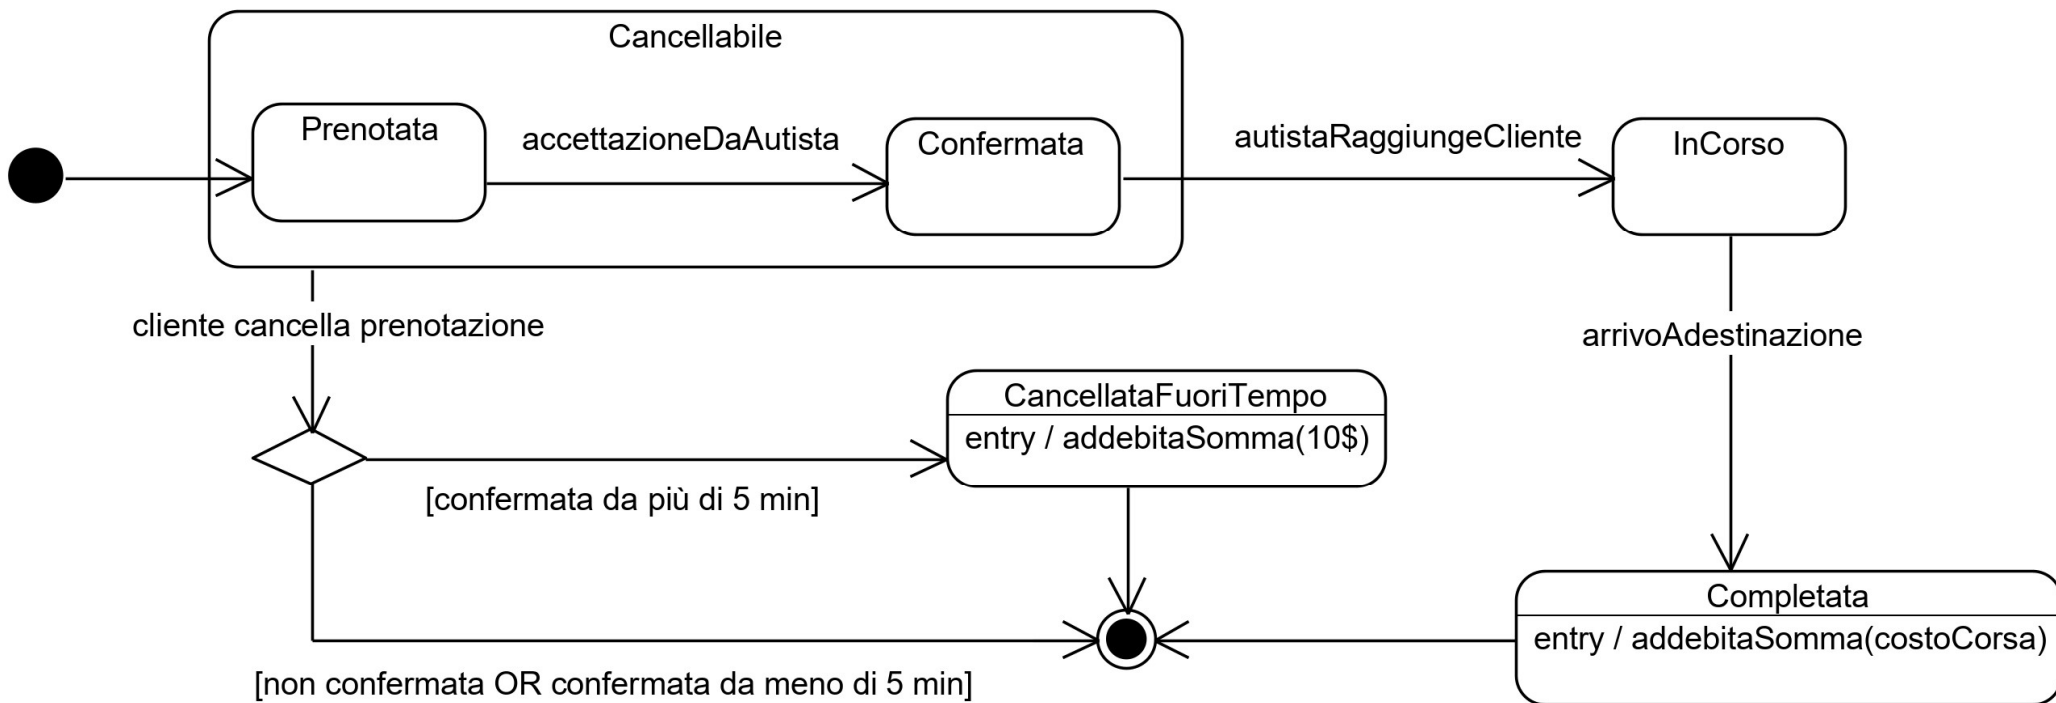 Cancellabile
Prenotata
accettazioneDaAutista
Confermata
autistaRaggiungeCliente
InCorso
cliente cancella prenotazione
arrivoAdestinazione
CancellataFuoriTempo
entry / addebitaSomma(10$)
[confermata da più di 5 min]
Completata
entry / addebitaSomma(costoCorsa)
[non confermata OR confermata da meno di 5 min]